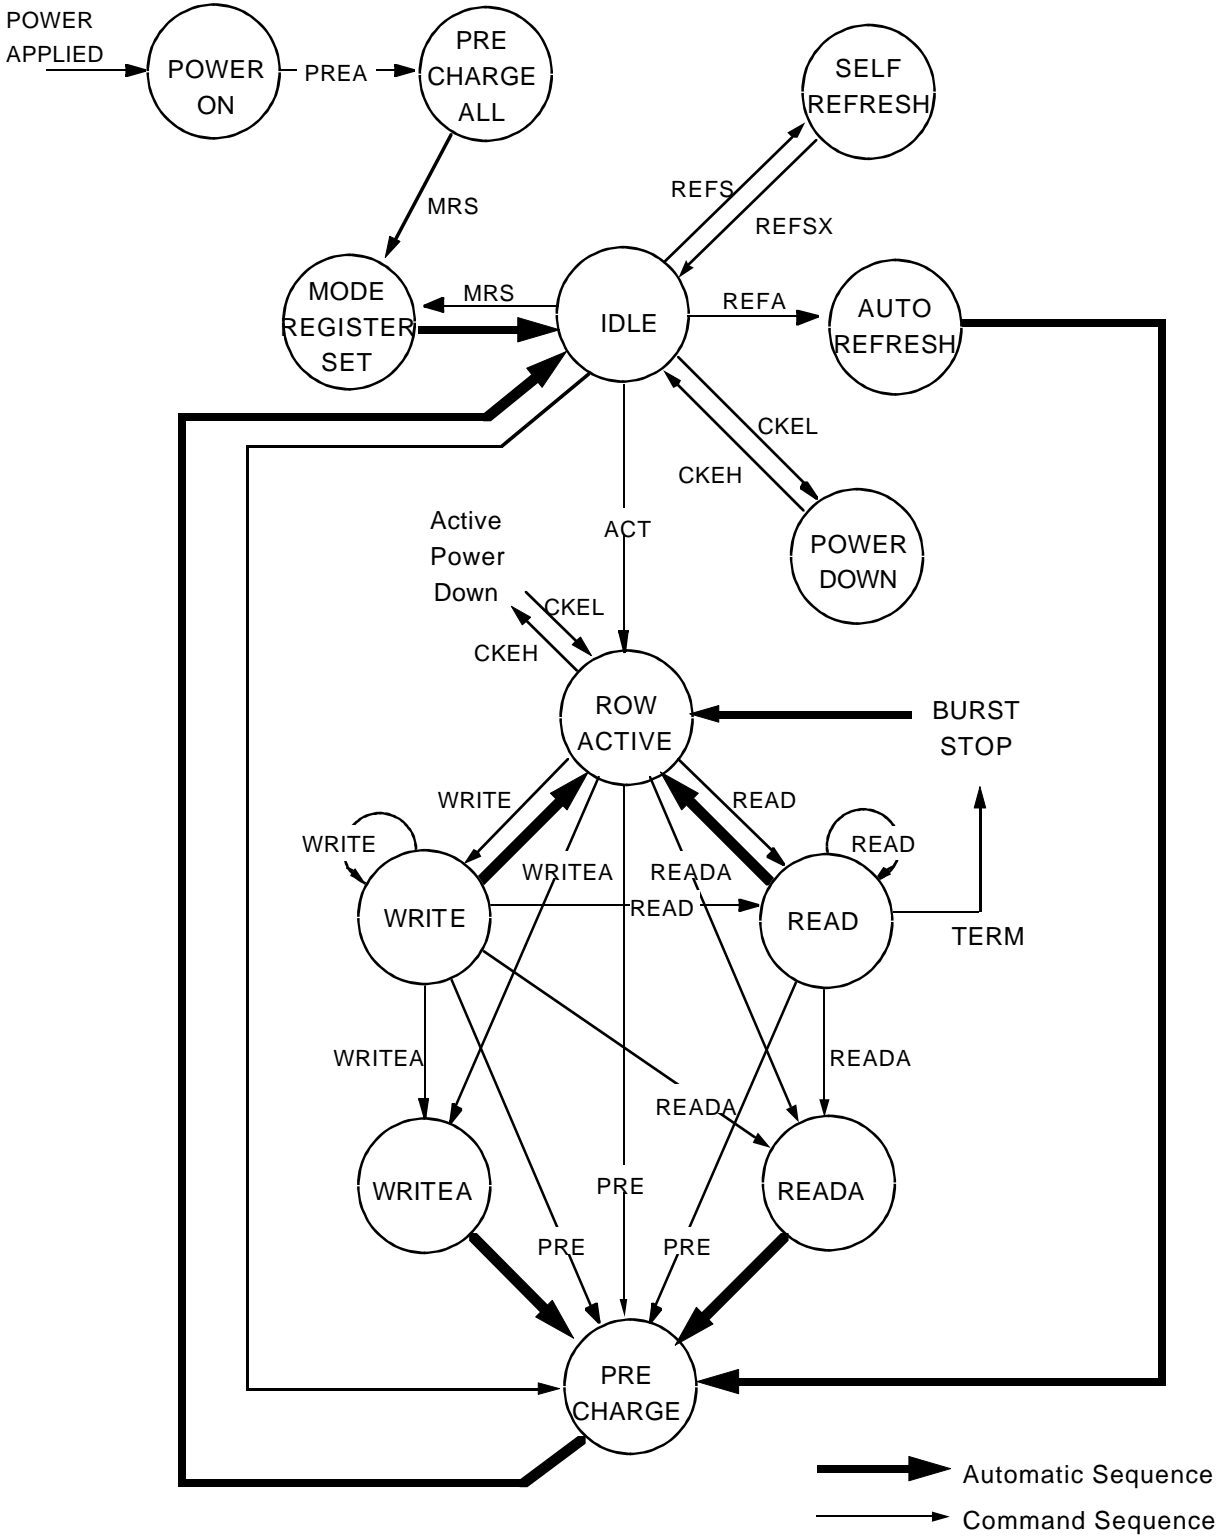 POWER
APPLIED
POWER
ON
PREA
PRE
CHARGE
ALL
SELF
REFRESH
MRS
REFS
REFSX
MODE
REGISTER
SET
MRS
IDLE
REFA
AUTO
REFRESH
CKEL
CKEH
POWER
DOWN
ACT
Active
Power
Down
CKEL
CKEH
ROW
ACTIVE
BURST
STOP
WRITE
READ
WRITE
READ
WRITEA
READA
WRITE
READ
READ
TERM
WRITEA
READA
READA
WRITEA
READA
PRE
PRE
PRE
PRE
CHARGE
Automatic Sequence
Command Sequence